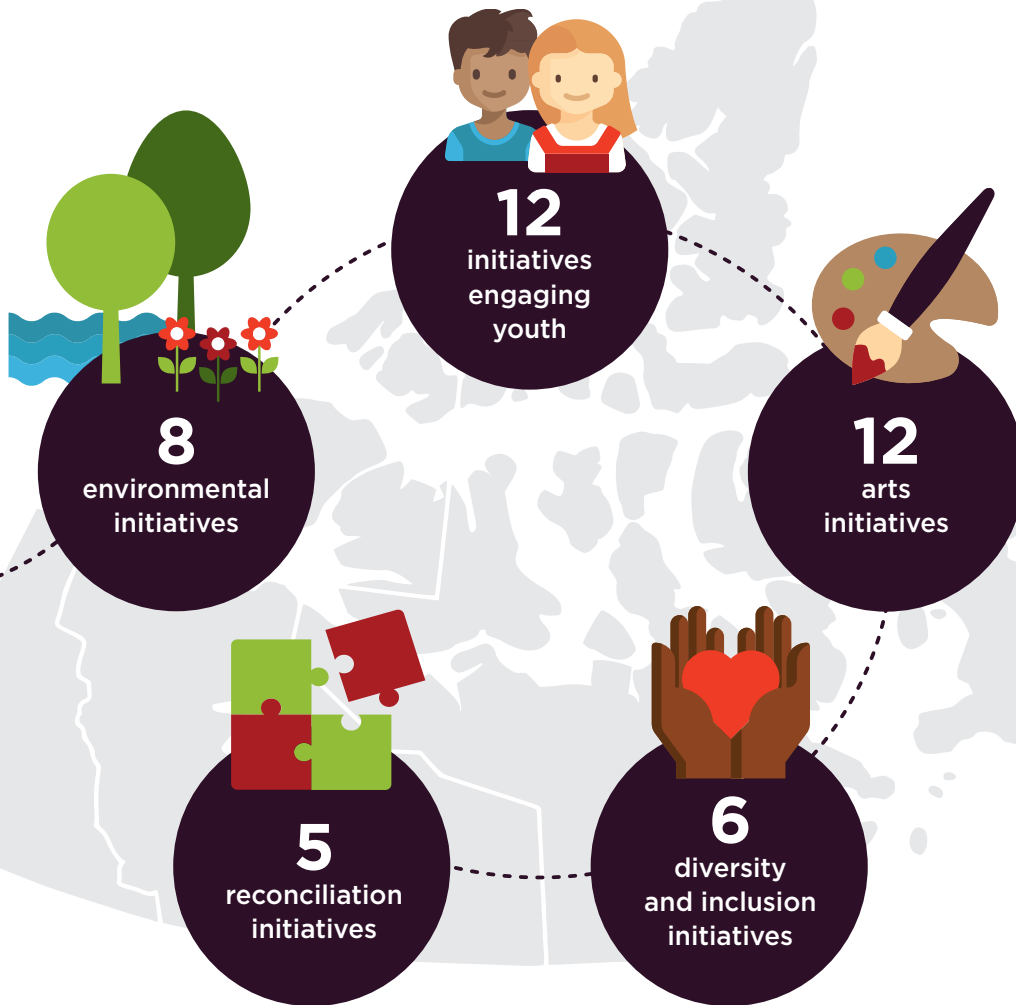 12
initiatives
engaging
youth
8
environmental
initiatives
12
arts
initiatives
5
reconciliation
initiatives
6
diversity
and inclusion
initiatives